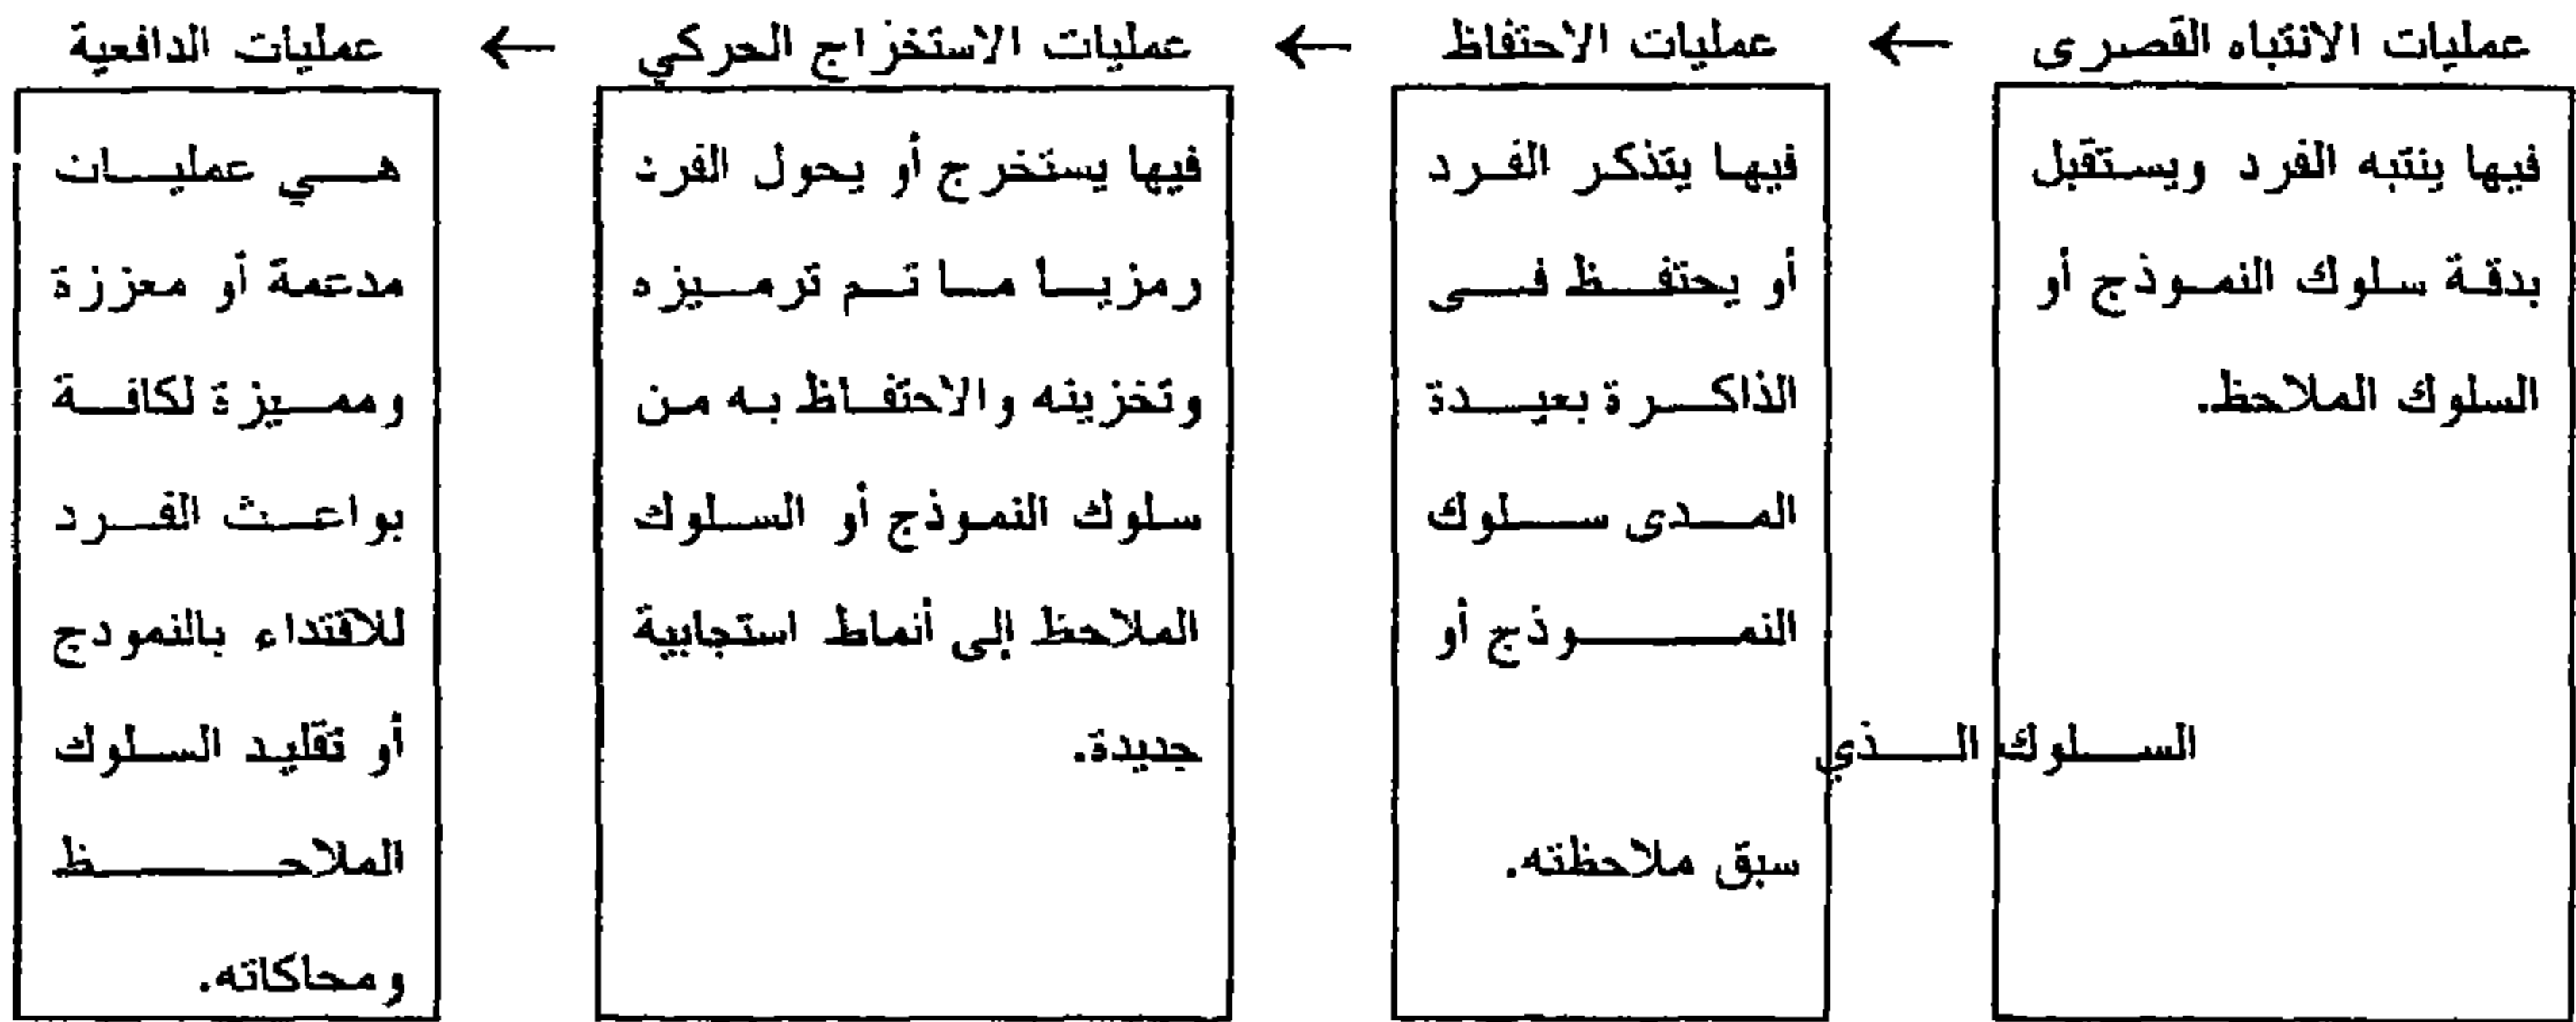 عمليات الانتباه القصرى ← عمليات الاحتفاظ ← عمليات الاستخراج الحركي ← عمليات الدافعية
فيها ينتبه الفرد ويستقبل
بدقة سلوك النموذج أو
السلوك الملاحظ.
فيها يتذكر الفرد
أو يحتفظ فى
الذاكرة بعيدة
المدى سلوك
النموذج أو
السلوك الذي
سبق ملاحظته.
فيها يستخرج أو يحول الفرد
رمزيا ما تم ترميزه
وتخزينه والاحتفاظ به من
سلوك النموذج أو السلوك
الملاحظ إلى أنماط استجابية
جديدة.
هي عمليات
مدعمة أو معززة
ومميزة لكافة
بواعث الفرد
للاقتداء بالنمودج
أو تقليد السلوك
الملاحظ
ومحاكاته.